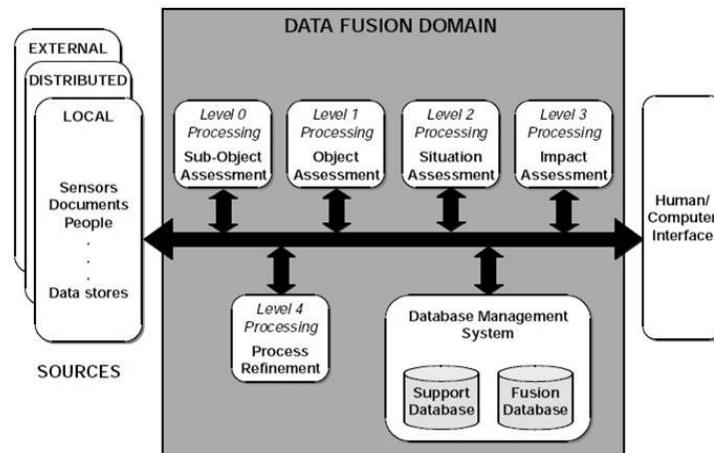 DATA FUSION DOMAIN
EXTERNAL
DISTRIBUTED
LOCAL
Sensors
Documents
People
.
.
.
Data stores
SOURCES
Level 0
Processing
Sub-Object
Assessment
Level 1
Processing
Object
Assessment
Level 2
Processing
Situation
Assessment
Level 3
Processing
Impact
Assessment
Human/
Computer
Interface
Level 4
Processing
Process
Refinement
Database Management
System
Support
Database
Fusion
Database